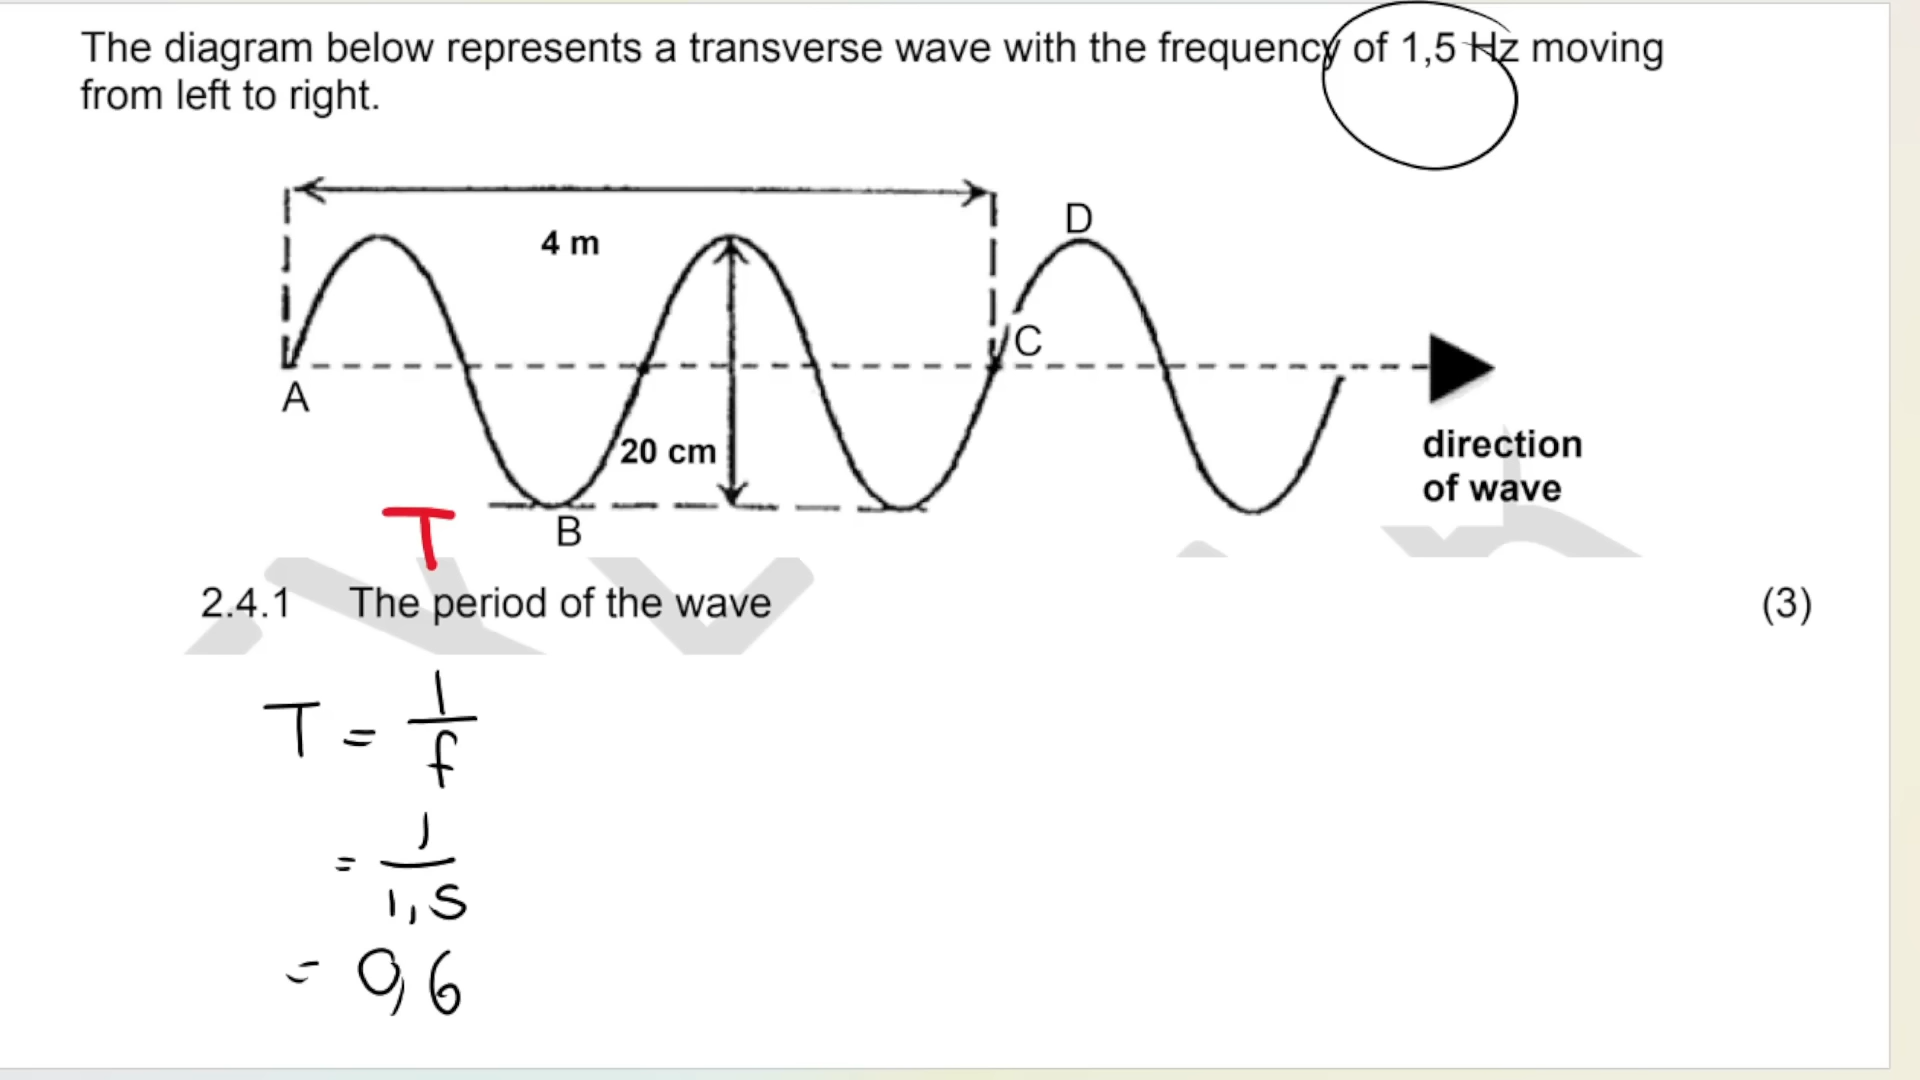 The diagram below represents a transverse wave with the frequency of 1,5 Hz moving
from left to right.
4 m
D
C
A
20 cm
B
direction
of wave
T
2.4.1 The period of the wave (3)
T = 1/f
= 1/1,5
= 0,6